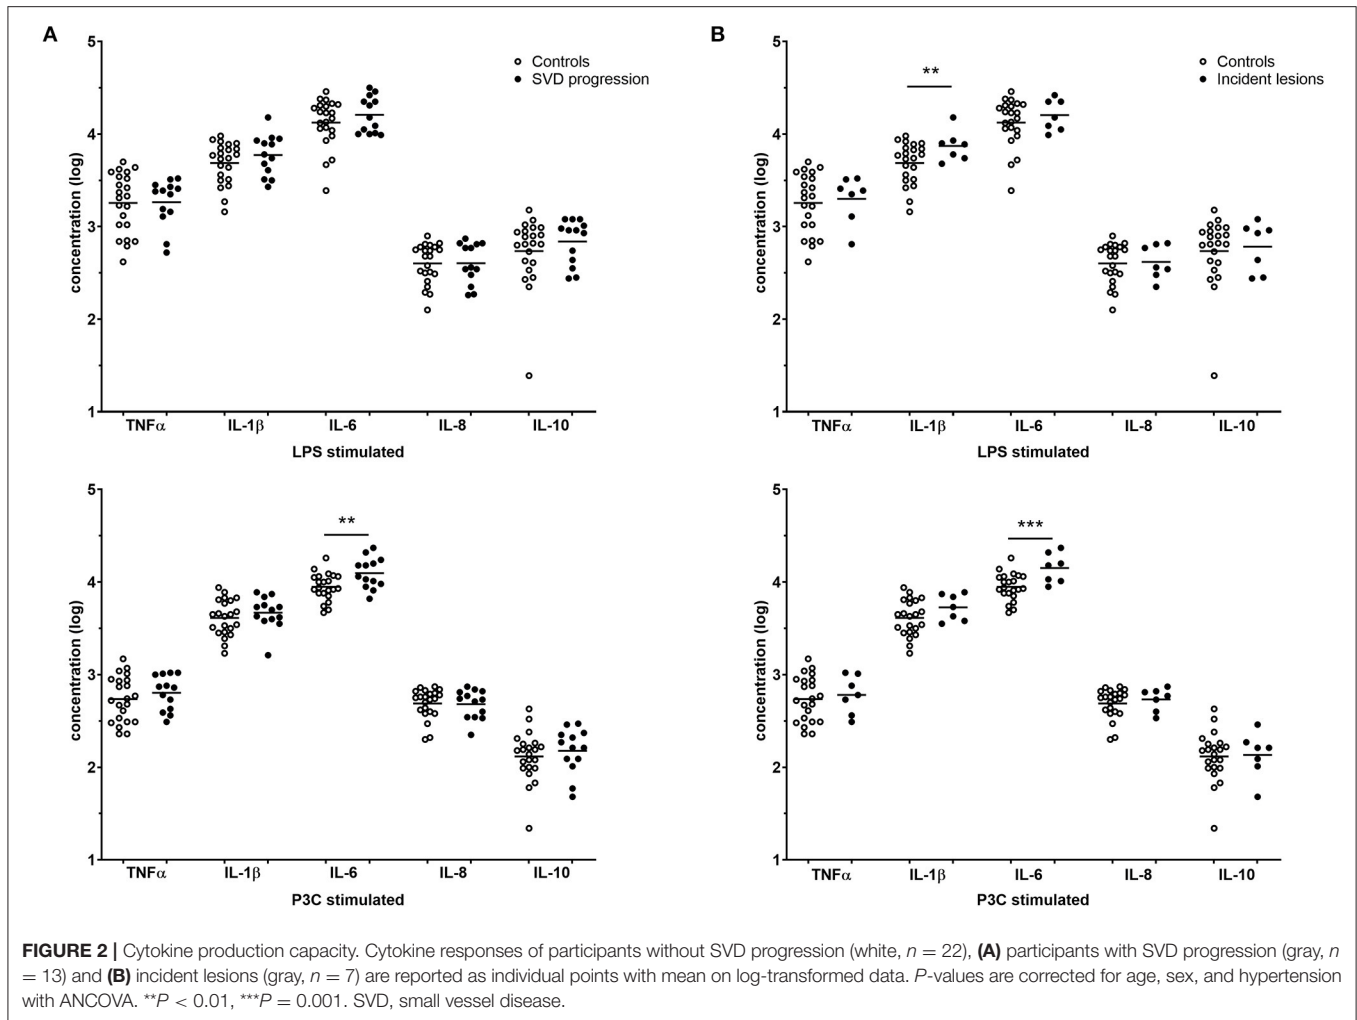 A
5
4
3
2
1
concentration (log)
Controls
SVD progression
TNFα IL-1β IL-6 IL-8 IL-10
LPS stimulated
B
5
4
3
2
1
concentration (log)
**
Controls
Incident lesions
TNFα IL-1β IL-6 IL-8 IL-10
LPS stimulated
5
4
3
2
1
concentration (log)
**
TNFα IL-1β IL-6 IL-8 IL-10
P3C stimulated
5
4
3
2
1
concentration (log)
***
TNFα IL-1β IL-6 IL-8 IL-10
P3C stimulated
FIGURE 2 | Cytokine production capacity. Cytokine responses of participants without SVD progression (white, n = 22), (A) participants with SVD progression (gray, n
= 13) and (B) incident lesions (gray, n = 7) are reported as individual points with mean on log-transformed data. P-values are corrected for age, sex, and hypertension
with ANCOVA. **P < 0.01, ***P = 0.001. SVD, small vessel disease.